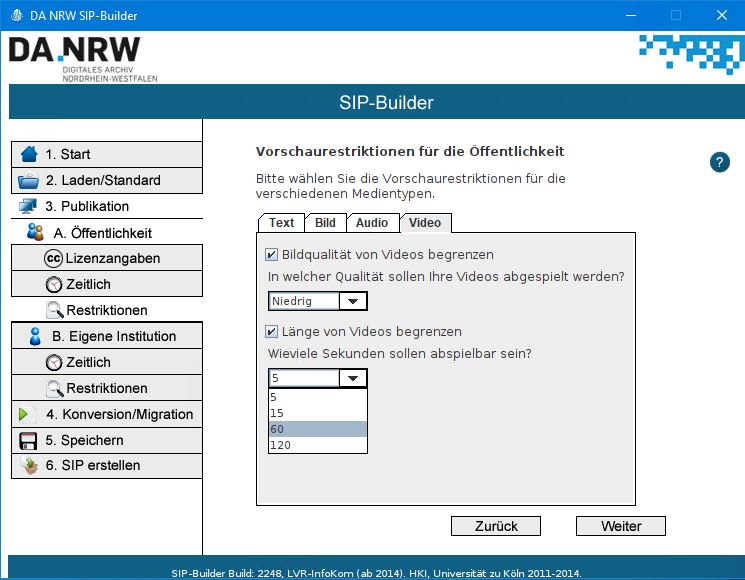 DA NRW SIP-Builder
DA.NRW
DIGITALES ARCHIV
NORDRHEIN-WESTFALEN
SIP-Builder
1. Start
2. Laden/Standard
3. Publikation
A. Öffentlichkeit
cc Lizenzangaben
Zeitlich
Restriktionen
B. Eigene Institution
Zeitlich
Restriktionen
4. Konversion/Migration
5. Speichern
6. SIP erstellen
Vorschaurestriktionen für die Öffentlichkeit
?
Bitte wählen Sie die Vorschaurestriktionen für die
verschiedenen Medientypen.
Text Bild Audio Video
Bildqualität von Videos begrenzen
In welcher Qualität sollen Ihre Videos abgespielt werden?
Niedrig
Länge von Videos begrenzen
Wieviele Sekunden sollen abspielbar sein?
5
5
15
60
120
Zurück Weiter
SIP-Builder Build: 2248, LVR-InfoKom (ab 2014). HKI, Universität zu Köln 2011-2014.